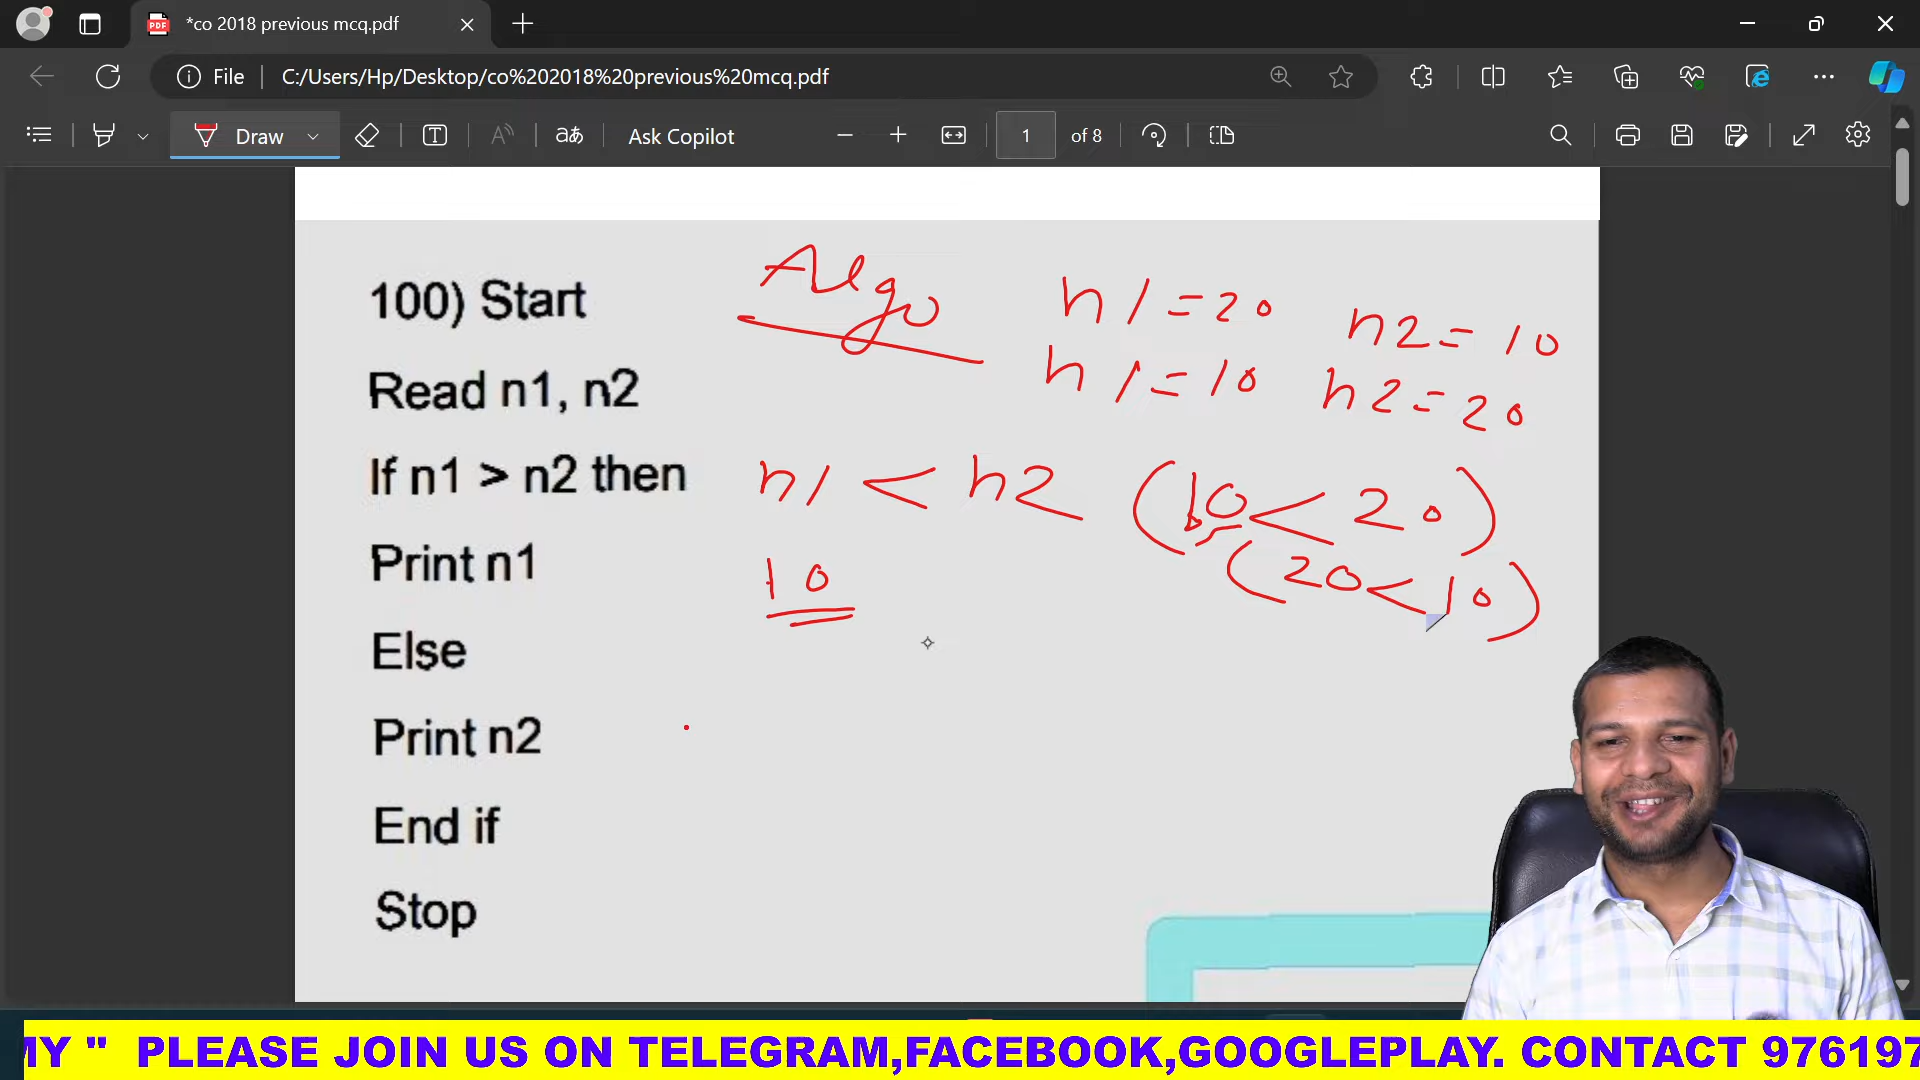 *co 2018 previous mcq.pdf
File C:/Users/Hp/Desktop/co%202018%20previous%20mcq.pdf
Draw T aあ Ask Copilot 1 of 8
Algo
n1 = 20 n2 = 10
100) Start
n1 = 10 n2 = 20
Read n1, n2
If n1 > n2 then n1 < n2 (10 < 20)
(20 < 10)
Print n1 10
Else
Print n2
End if
Stop
MY " PLEASE JOIN US ON TELEGRAM,FACEBOOK,GOOGLEPLAY. CONTACT 976197